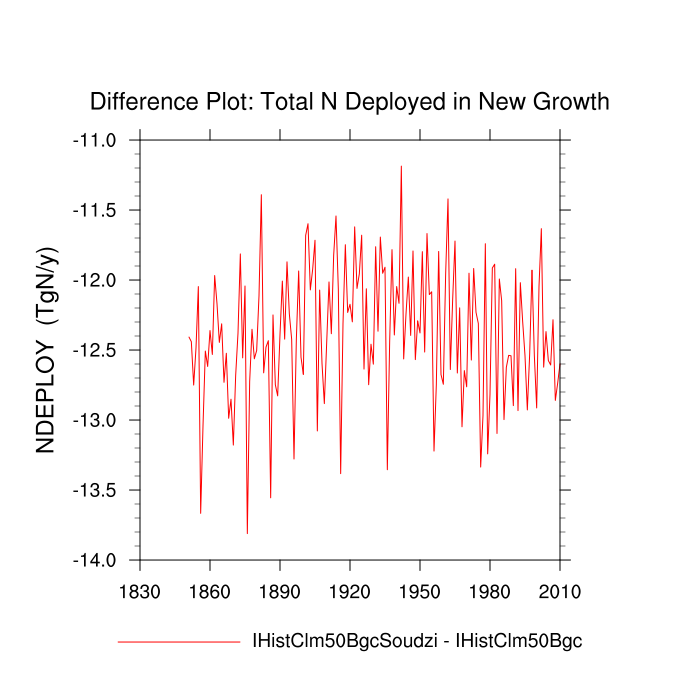 Difference Plot: Total N Deployed in New Growth
NDEPLOY (TgN/y)
-11.0
-11.5
-12.0
-12.5
-13.0
-13.5
-14.0
1830 1860 1890 1920 1950 1980 2010
IHistClm50BgcSoudzi - IHistClm50Bgc